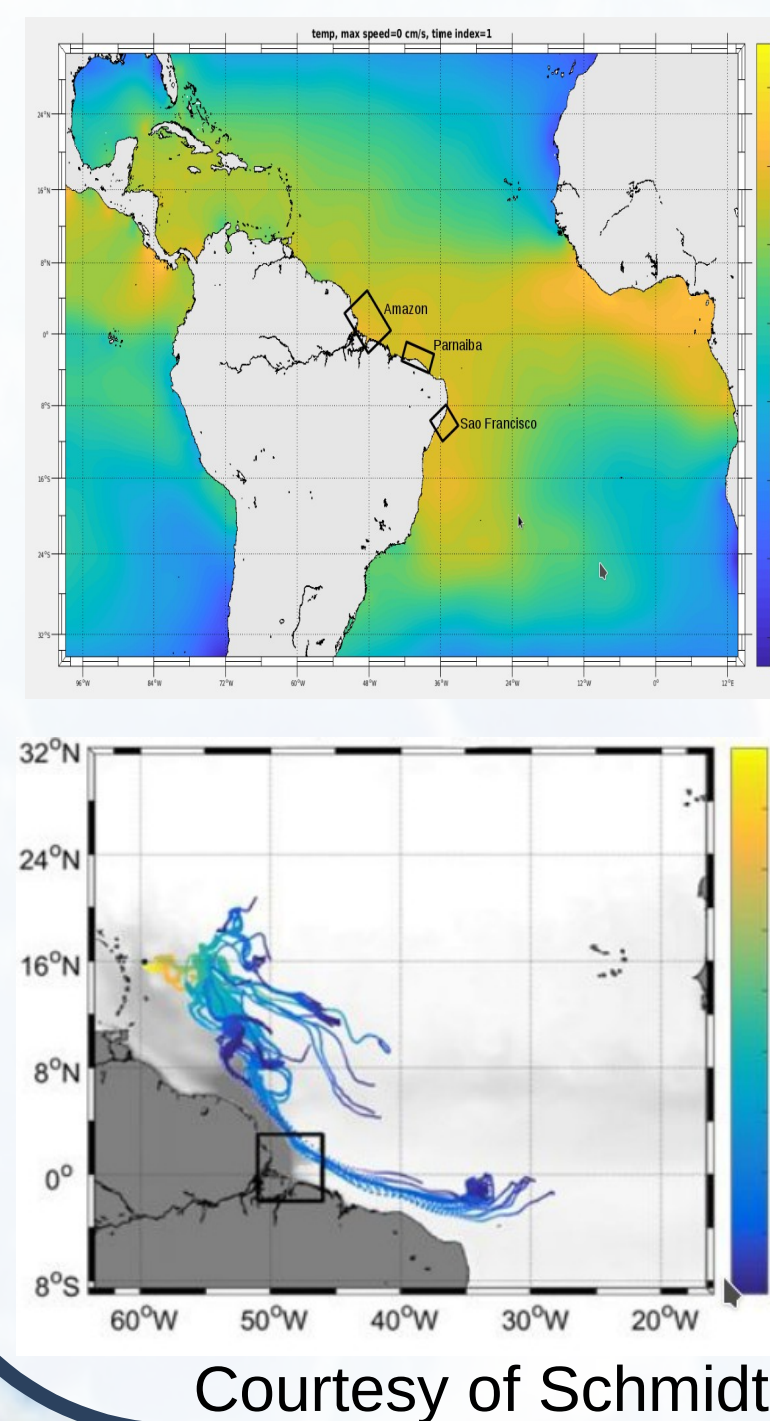 temp, max speed=0 cm/s, time index=1
24°N
16°N
8°N
Amazon
0°
Parnaiba
8°S
Sao Francisco
16°S
24°S
32°S
96°W 84°W 72°W 60°W 48°W 36°W 24°W 12°W 0° 12°E
32°N
24°N
16°N
8°N
0°
8°S
60°W 50°W 40°W 30°W 20°W
Courtesy of Schmidt